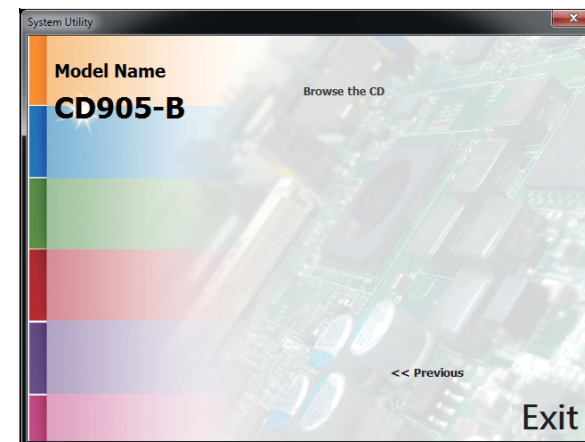 System Utility
Model Name
CD905-B
Browse the CD
<< Previous
Exit